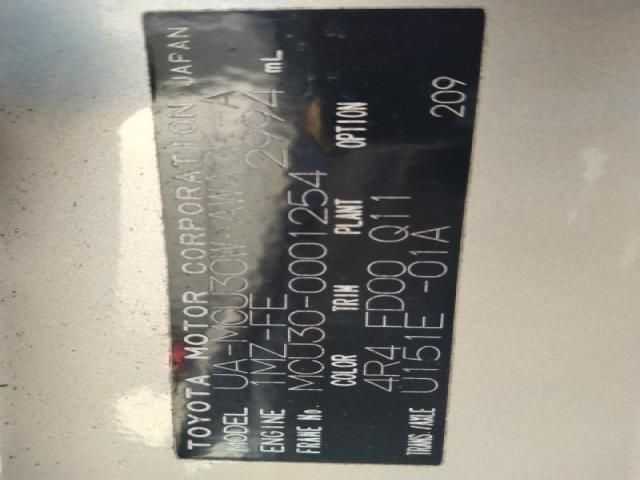 TOYOTA MOTOR CORPORATION JAPAN
MODEL UA-MCU30W-AWA
ENGINE 1MZ-FE 2994 mL
FRAME No. MCU30-0001254
COLOR TRIM PLANT OPTION
4R4 FD00 Q11
TRANS/AXLE U151E -01A 209